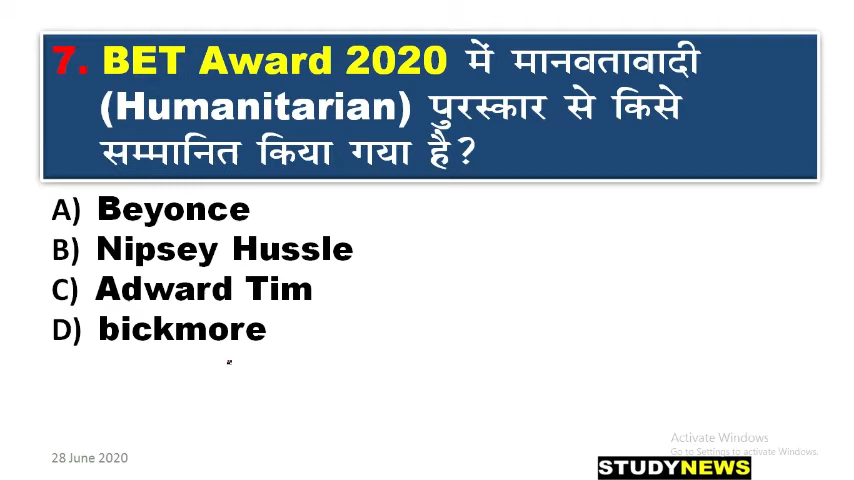 7. BET Award 2020 में मानवतावादी
(Humanitarian) पुरस्कार से किसे
सम्मानित किया गया है?
A) Beyonce
B) Nipsey Hussle
C) Adward Tim
D) bickmore
Activate Windows
Go to Settings to activate Windows.
28 June 2020
STUDYNEWS